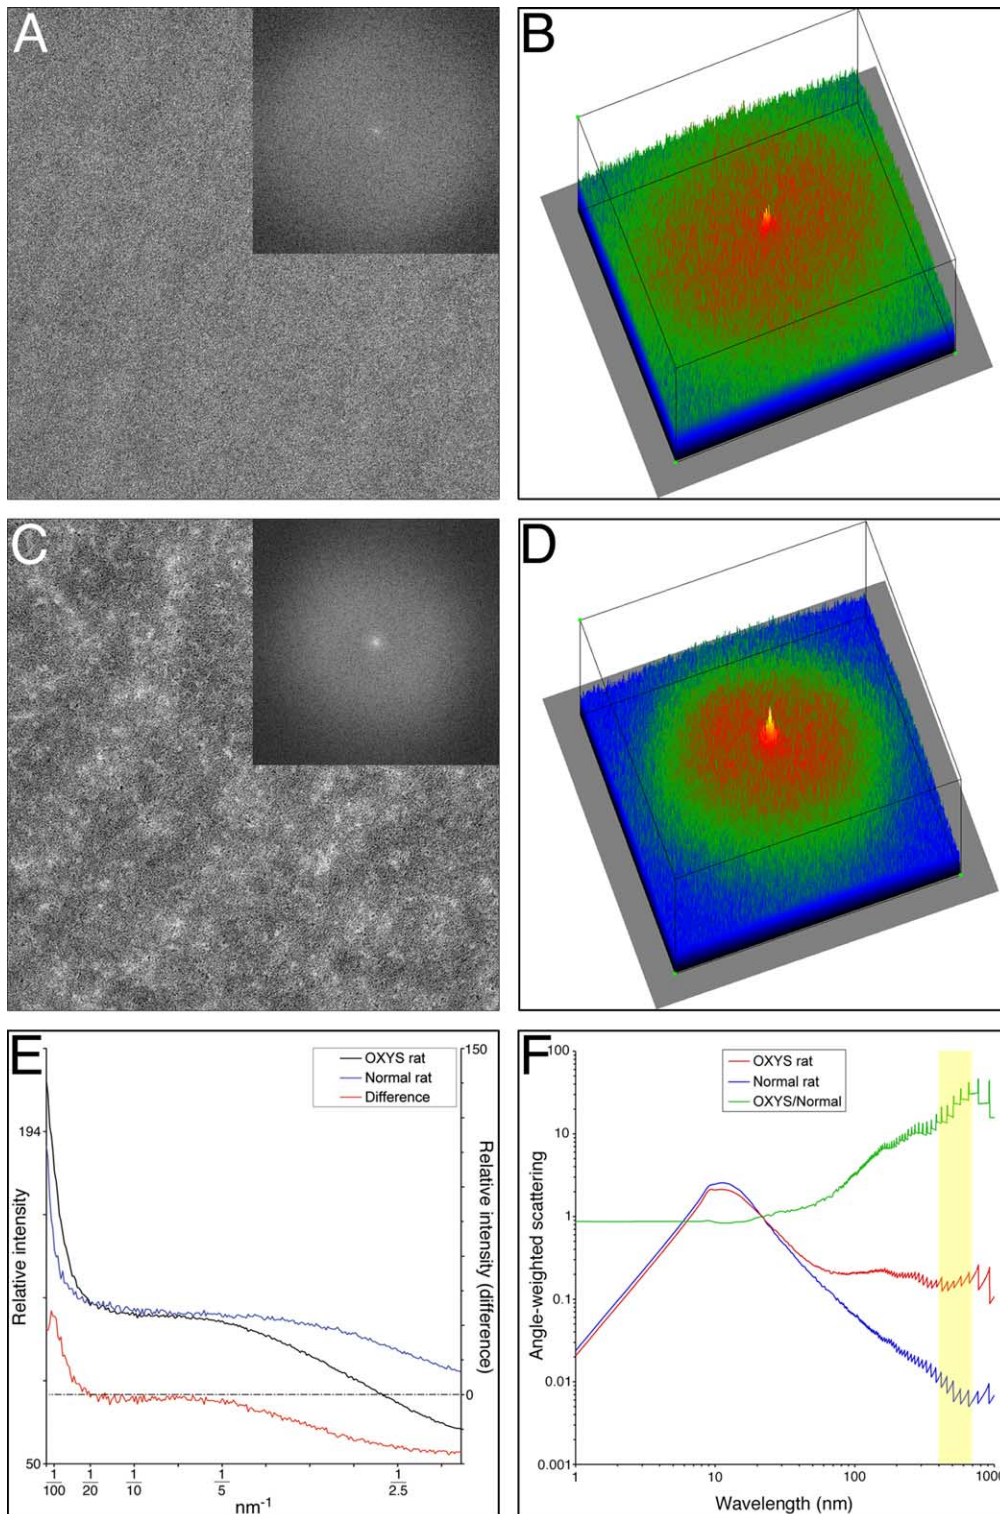 A
B
C
D
E
OXYS rat
Normal rat
Difference
150
194
0
50
Relative intensity
Relative intensity (difference)
1/100
1/20
1/10
1/5
1/2.5
nm-1
F
OXYS rat
Normal rat
OXYS/Normal
100
10
1
0.1
0.01
0.001
Angle-weighted scattering
1
10
100
1000
Wavelength (nm)